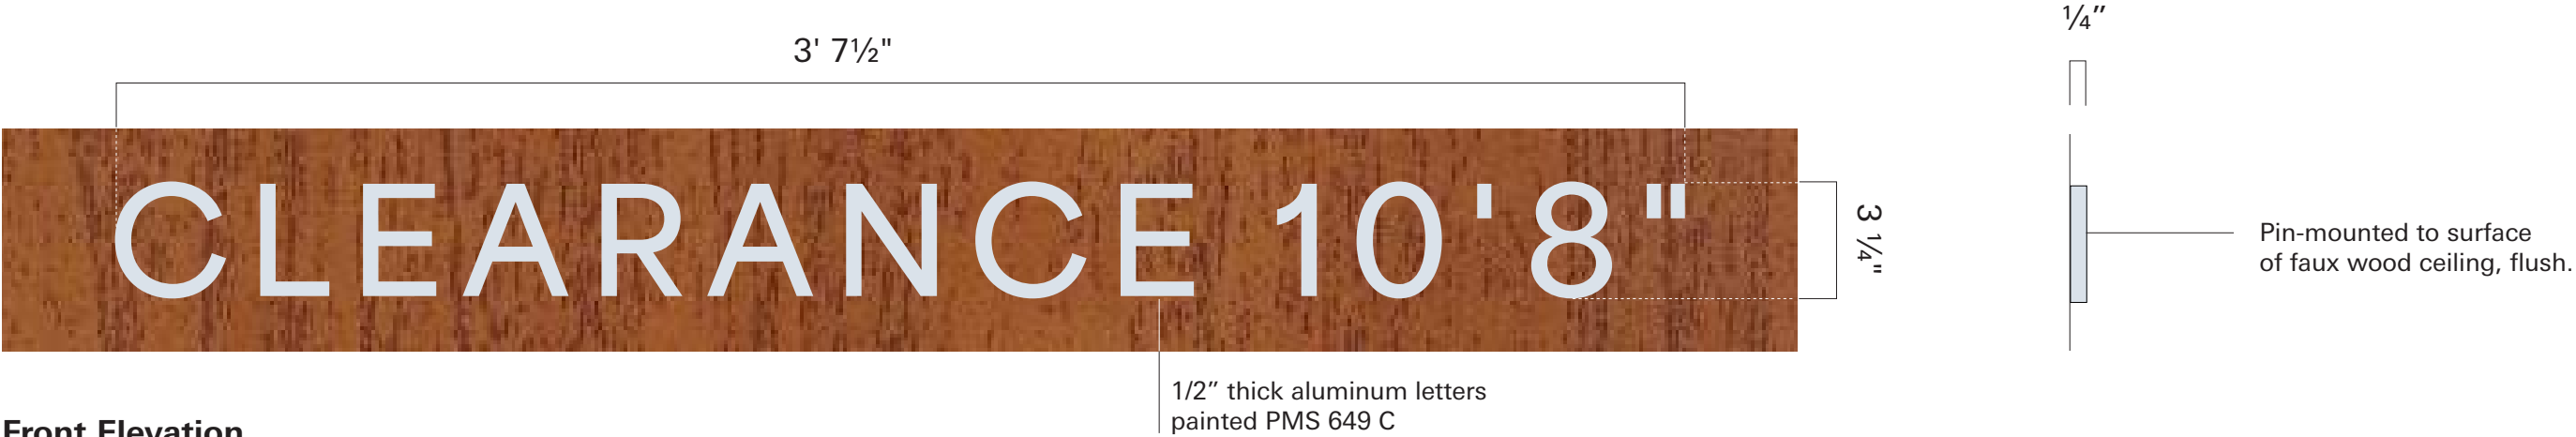 ¼”
3' 7½"
CLEARANCE 10'8"
3 ¼"
Pin-mounted to surface
of faux wood ceiling, flush.
1/2” thick aluminum letters
painted PMS 649 C
Front Elevation